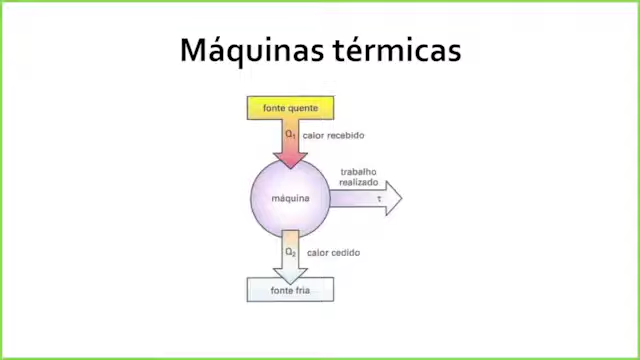 Máquinas térmicas
fonte quente
Q₁ calor recebido
trabalho
realizado
máquina
τ
Q₂ calor cedido
fonte fria